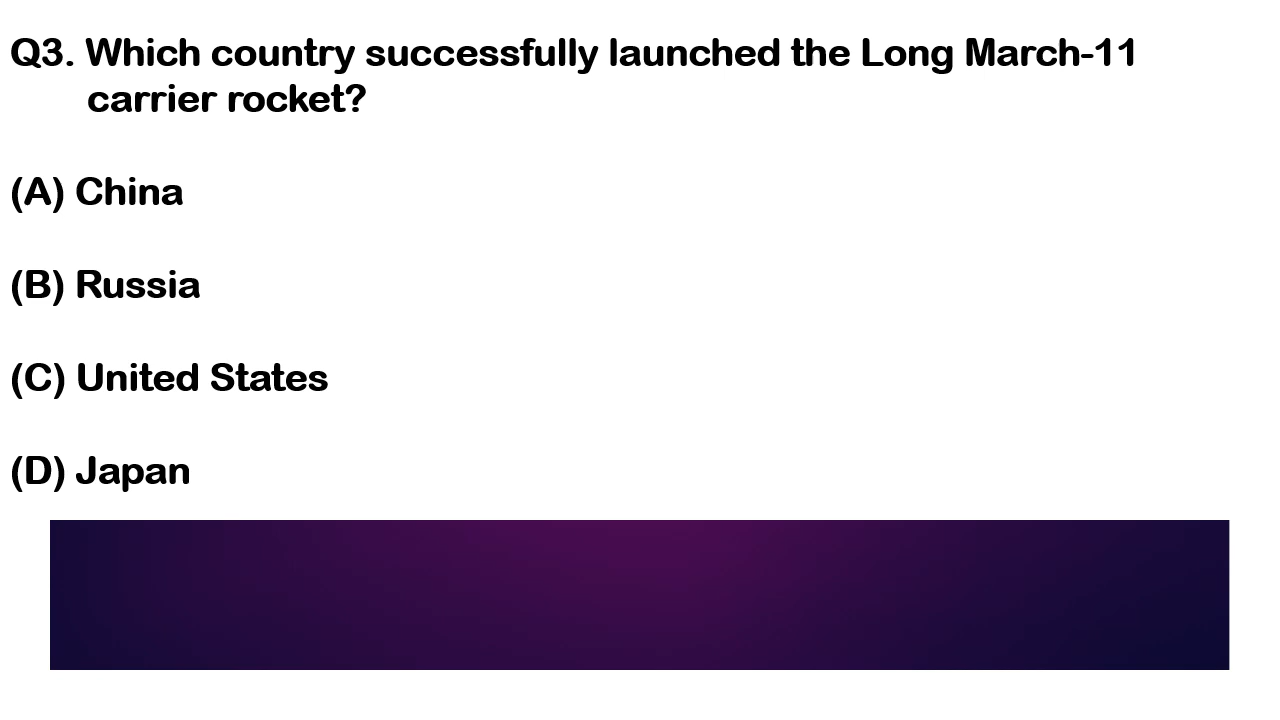 Q3. Which country successfully launched the Long March-11
carrier rocket?
(A) China
(B) Russia
(C) United States
(D) Japan